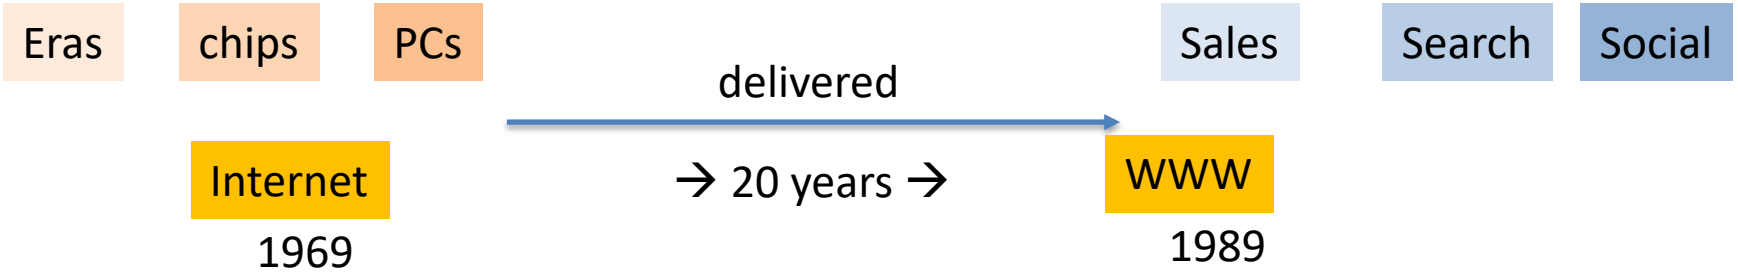 Eras chips PCs Sales Search Social
delivered
Internet → 20 years → WWW
1969 1989